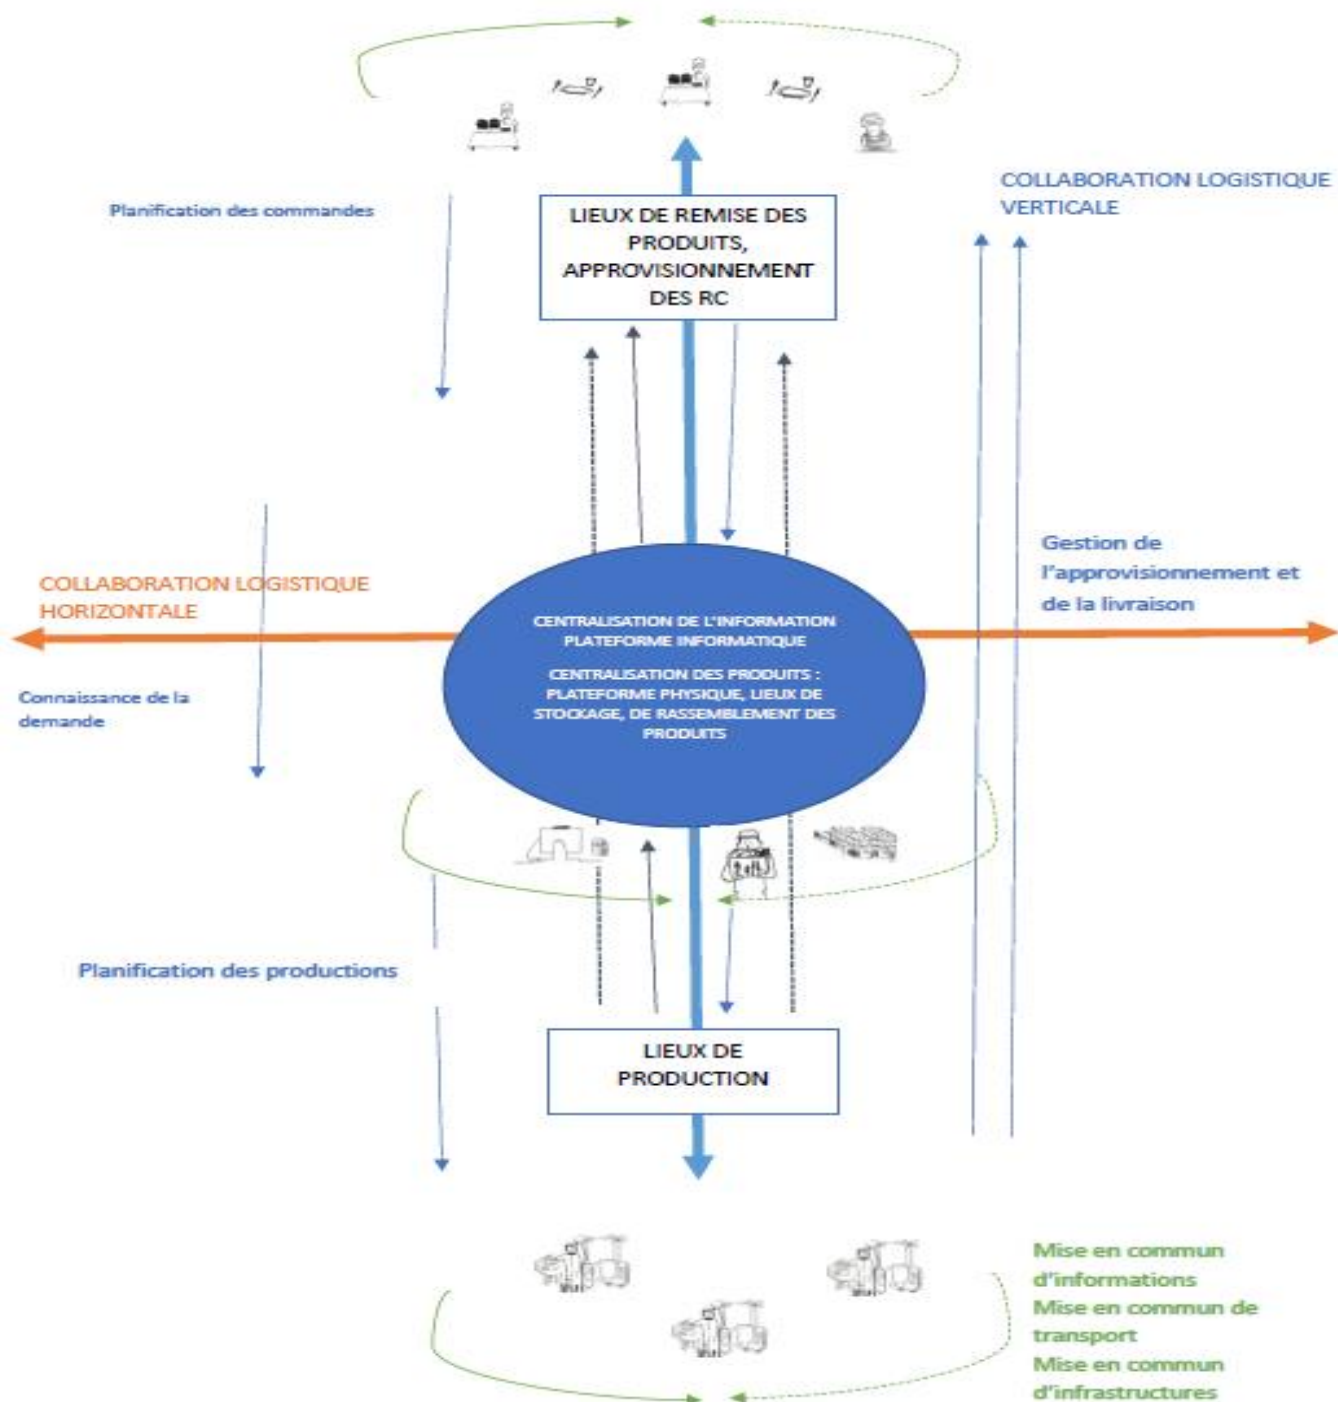 COLLABORATION LOGISTIQUE
VERTICALE
Planification des commandes
LIEUX DE REMISE DES
PRODUITS,
APPROVISIONNEMENT
DES RC
Gestion de
l'approvisionnement et
de la livraison
COLLABORATION LOGISTIQUE
HORIZONTALE
CENTRALISATION DE L'INFORMATION
PLATEFORME INFORMATIQUE
CENTRALISATION DES PRODUITS :
PLATEFORME PHYSIQUE, LIEUX DE
STOCKAGE, DE RASSEMBLEMENT DES
PRODUITS
Connaissance de la
demande
Planification des productions
LIEUX DE
PRODUCTION
Mise en commun
d'informations
Mise en commun de
transport
Mise en commun
d'infrastructures